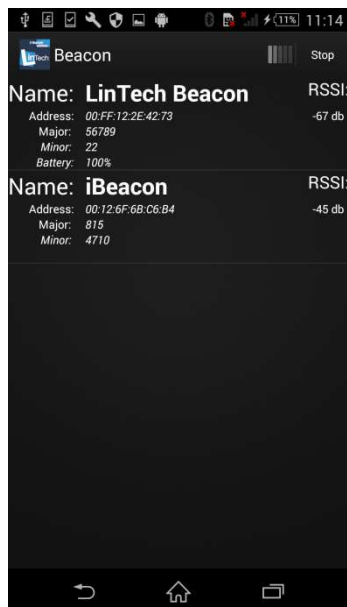 11% 11:14
LinTech Beacon Stop
Name: LinTech Beacon RSSI:
Address: 00:FF:12:2E:42:73 -67 db
Major: 56789
Minor: 22
Battery: 100%
Name: iBeacon RSSI:
Address: 00:12:6F:6B:C6:B4 -45 db
Major: 815
Minor: 4710